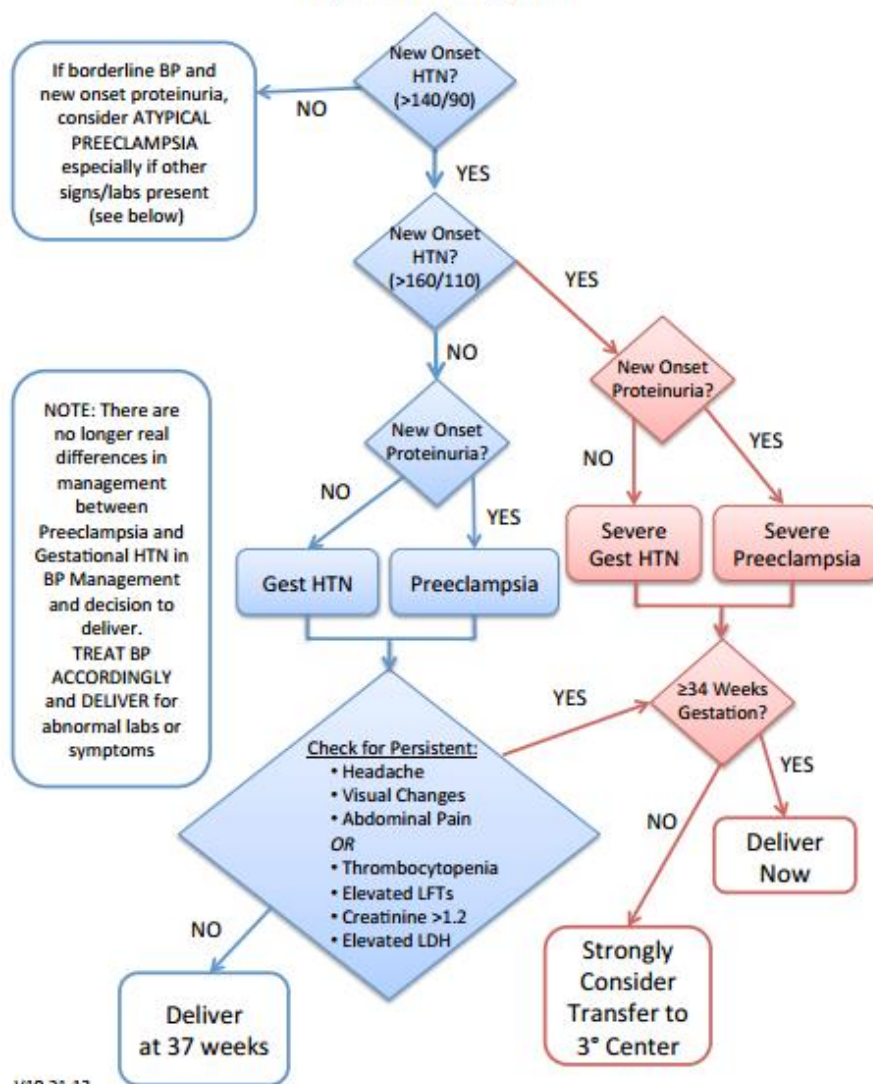 New Onset
HTN?
(>140/90)
If borderline BP and
new onset proteinuria,
consider ATYPICAL
PREECLAMPSIA
especially if other
signs/labs present
(see below)
NO
YES
New Onset
HTN?
(>160/110)
YES
NO
New Onset
Proteinuria?
NOTE: There are
no longer real
differences in
management
between
Preeclampsia and
Gestational HTN in
BP Management
and decision to
deliver.
TREAT BP
ACCORDINGLY
and DELIVER for
abnormal labs or
symptoms
New Onset
Proteinuria?
NO
YES
NO
YES
Severe
Gest HTN
Severe
Preeclampsia
Gest HTN
Preeclampsia
YES
≥34 Weeks
Gestation?
Check for Persistent:
• Headache
• Visual Changes
• Abdominal Pain
OR
• Thrombocytopenia
• Elevated LFTs
• Creatinine >1.2
• Elevated LDH
YES
NO
Deliver
Now
NO
Deliver
at 37 weeks
Strongly
Consider
Transfer to
3° Center